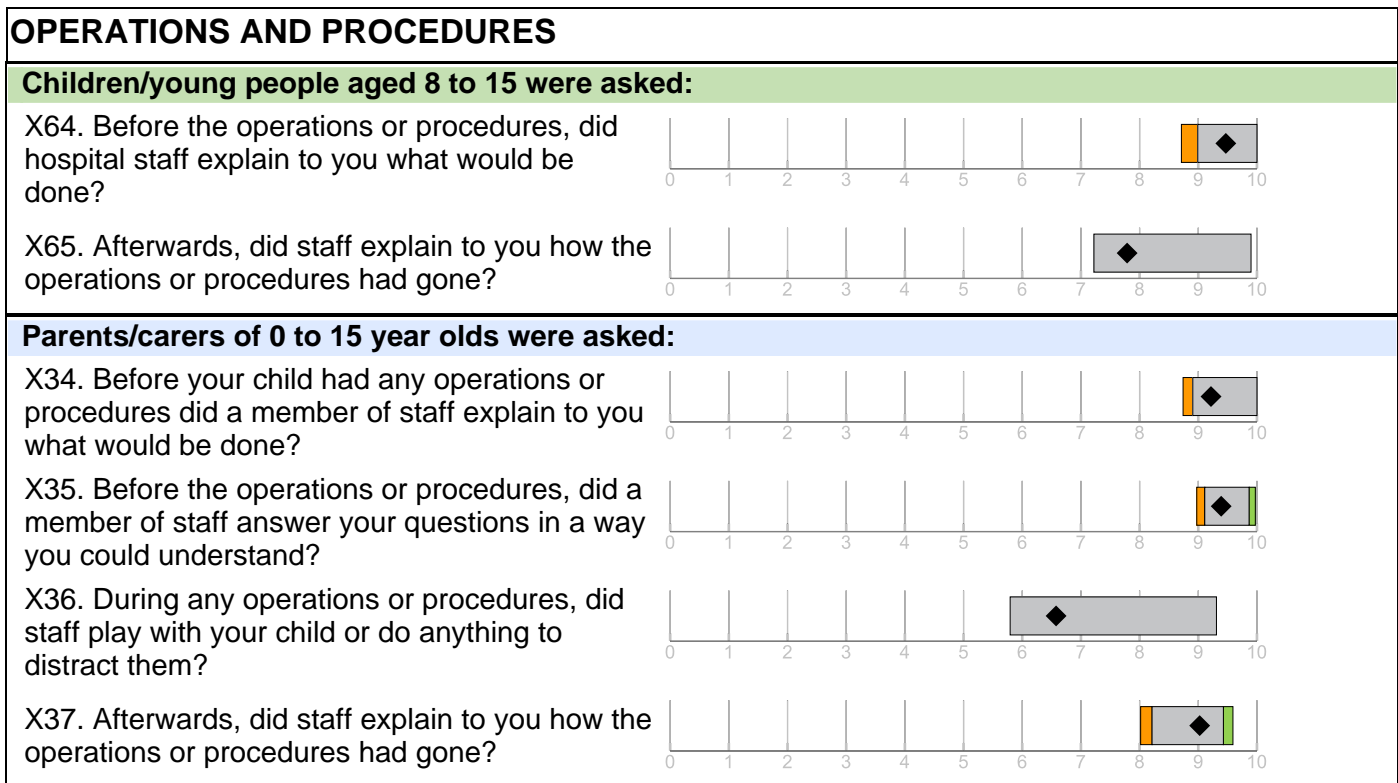 OPERATIONS AND PROCEDURES
Children/young people aged 8 to 15 were asked:
X64. Before the operations or procedures, did
hospital staff explain to you what would be
done?
0 1 2 3 4 5 6 7 8 9 10
X65. Afterwards, did staff explain to you how the
operations or procedures had gone?
0 1 2 3 4 5 6 7 8 9 10
Parents/carers of 0 to 15 year olds were asked:
X34. Before your child had any operations or
procedures did a member of staff explain to you
what would be done?
0 1 2 3 4 5 6 7 8 9 10
X35. Before the operations or procedures, did a
member of staff answer your questions in a way
you could understand?
0 1 2 3 4 5 6 7 8 9 10
X36. During any operations or procedures, did
staff play with your child or do anything to
distract them?
0 1 2 3 4 5 6 7 8 9 10
X37. Afterwards, did staff explain to you how the
operations or procedures had gone?
0 1 2 3 4 5 6 7 8 9 10